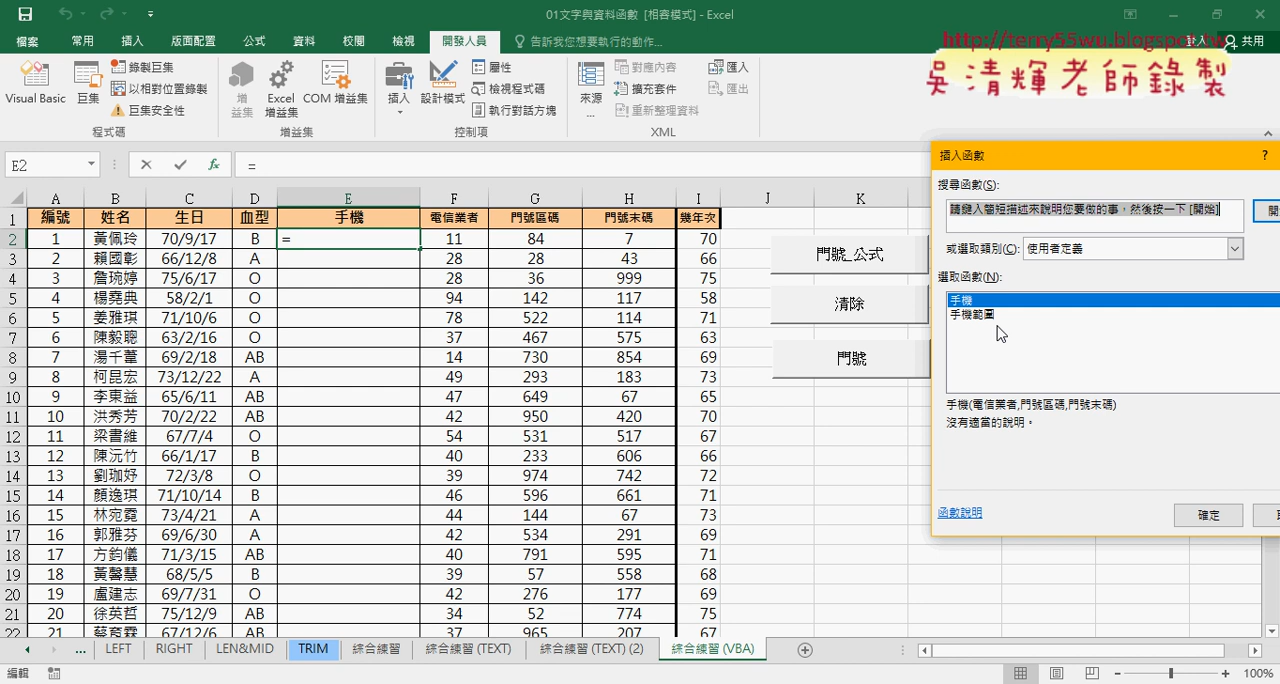 01文字與資料函數 [相容模式] - Excel
http://terry55wu.blogspot.tw
吳清輝老師錄製
檔案 常用 插入 版面配置 公式 資料 校閱 檢視 開發人員 告訴我您想要執行的動作... 共用
Visual Basic 巨集 錄製巨集 以相對位置錄製 巨集安全性 程式碼
增益集 Excel 增益集 COM 增益集 增益集
插入 設計模式 屬性 檢視程式碼 執行對話方塊 控制項
來源... 對應內容 擴充套件 重新整理資料 匯入 匯出 XML
E2 fx =
A B C D E F G H I J K
1 編號 姓名 生日 血型 手機 電信業者 門號區碼 門號末碼 幾年次
2 1 黃佩玲 70/9/17 B = 11 84 7 70
3 2 賴國彰 66/12/8 A 28 28 43 66
4 3 詹琬婷 75/6/17 O 28 36 999 75
5 4 楊堯典 58/2/1 O 94 142 117 58
6 5 姜雅琪 71/10/6 O 78 522 114 71
7 6 陳毅聰 63/2/16 O 37 467 575 63
8 7 湯千蕙 69/2/18 AB 14 730 854 69
9 8 柯昆宏 73/12/22 A 49 293 183 73
10 9 李東益 65/6/11 AB 47 649 67 65
11 10 洪秀芳 70/2/22 AB 42 950 420 70
12 11 梁書維 67/7/4 O 54 531 517 67
13 12 陳沅竹 66/1/17 B 40 233 606 66
14 13 劉珈妤 72/3/8 O 39 974 742 72
15 14 顏逸琪 71/10/14 B 46 596 661 71
16 15 林宛霓 73/4/21 A 44 144 67 73
17 16 郭雅芬 69/6/30 A 42 534 291 69
18 17 方鈞儀 71/3/15 AB 40 791 595 71
19 18 黃馨慧 68/5/5 B 39 57 558 68
20 19 盧建志 69/7/31 O 42 276 177 69
21 20 徐英哲 75/12/9 AB 34 52 774 75
22 21 67/12/6 AB 37 965 207 67
門號_公式
清除
門號
插入函數 ?
搜尋函數(S):
請鍵入簡短描述來說明您要做的事，然後按一下 [開始]
或選取類別(C): 使用者定義
選取函數(N):
手機
手機範圍
手機(電信業者,門號區碼,門號末碼)
沒有適當的說明。
函數說明 確定
... LEFT RIGHT LEN&MID TRIM 綜合練習 綜合練習 (TEXT) 綜合練習 (TEXT) (2) 綜合練習 (VBA)
編輯 100%